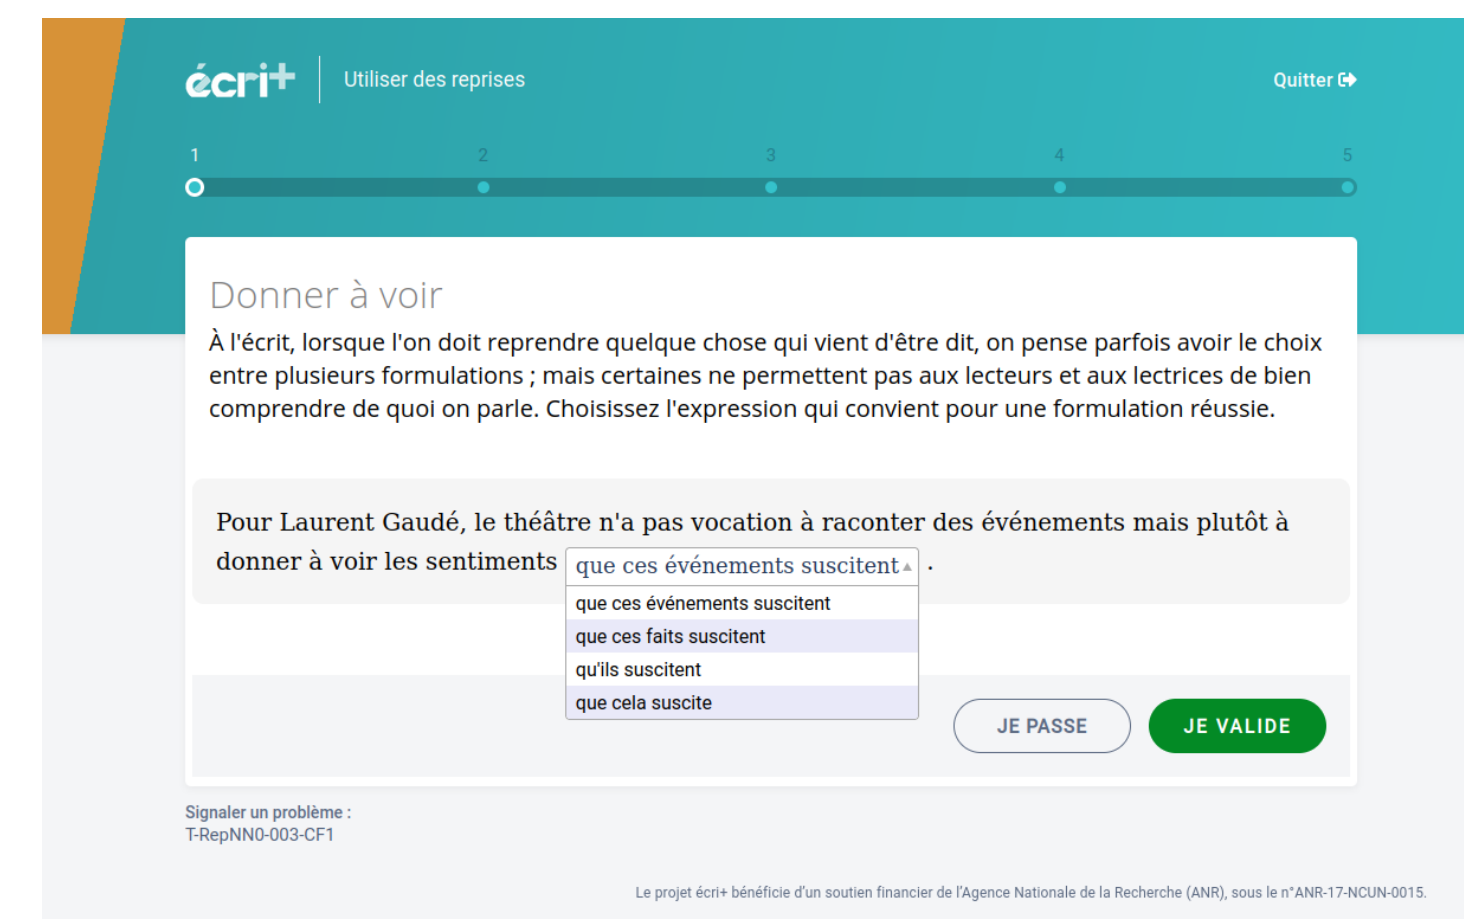 écri+
Utiliser des reprises
Quitter
1 2 3 4 5
Donner à voir
À l'écrit, lorsque l'on doit reprendre quelque chose qui vient d'être dit, on pense parfois avoir le choix
entre plusieurs formulations ; mais certaines ne permettent pas aux lecteurs et aux lectrices de bien
comprendre de quoi on parle. Choisissez l'expression qui convient pour une formulation réussie.
Pour Laurent Gaudé, le théâtre n'a pas vocation à raconter des événements mais plutôt à
donner à voir les sentiments que ces événements suscitent .
que ces événements suscitent
que ces faits suscitent
qu'ils suscitent
que cela suscite
JE PASSE
JE VALIDE
Signaler un problème :
T-RepNN0-003-CF1
Le projet écri+ bénéficie d'un soutien financier de l'Agence Nationale de la Recherche (ANR), sous le n°ANR-17-NCUN-0015.